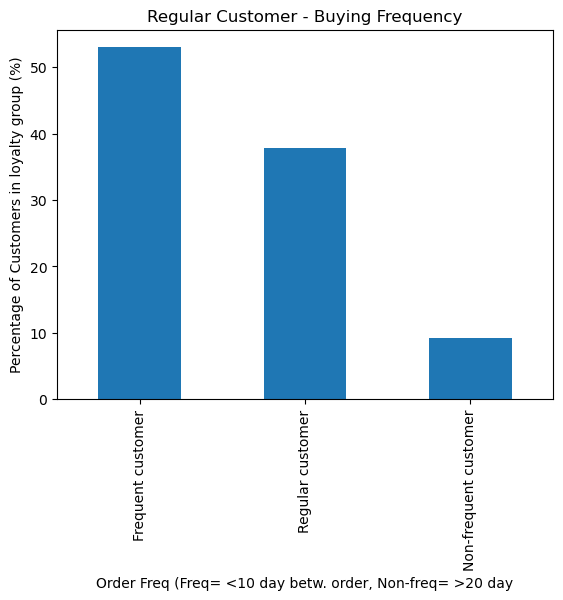 Regular Customer - Buying Frequency
Percentage of Customers in loyalty group (%)
50
40
30
20
10
0
Frequent customer
Regular customer
Non-frequent customer
Order Freq (Freq= <10 day betw. order, Non-freq= >20 day